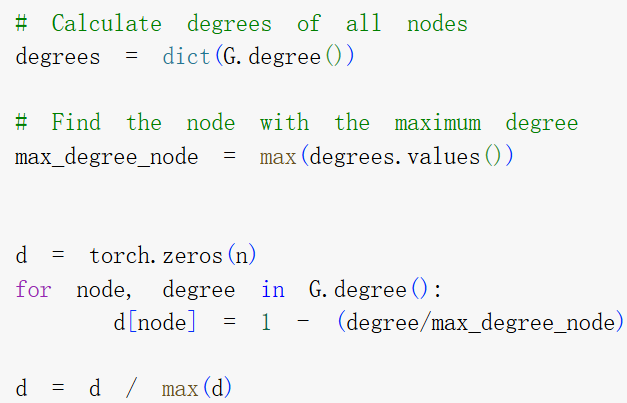 # Calculate degrees of all nodes
degrees = dict(G.degree())
# Find the node with the maximum degree
max_degree_node = max(degrees.values())
d = torch.zeros(n)
for node, degree in G.degree():
        d[node] = 1 - (degree/max_degree_node)
d = d / max(d)